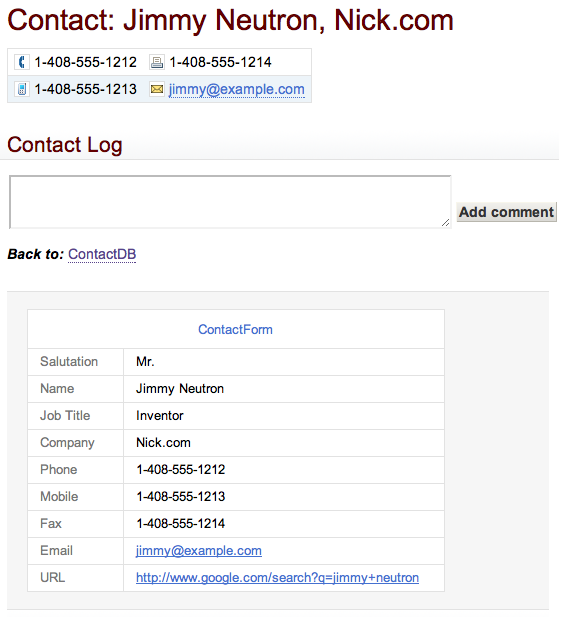 Contact: Jimmy Neutron, Nick.com
1-408-555-1212 1-408-555-1214
1-408-555-1213 jimmy@example.com
Contact Log
Add comment
Back to: ContactDB
ContactForm
Salutation Mr.
Name Jimmy Neutron
Job Title Inventor
Company Nick.com
Phone 1-408-555-1212
Mobile 1-408-555-1213
Fax 1-408-555-1214
Email jimmy@example.com
URL http://www.google.com/search?q=jimmy+neutron